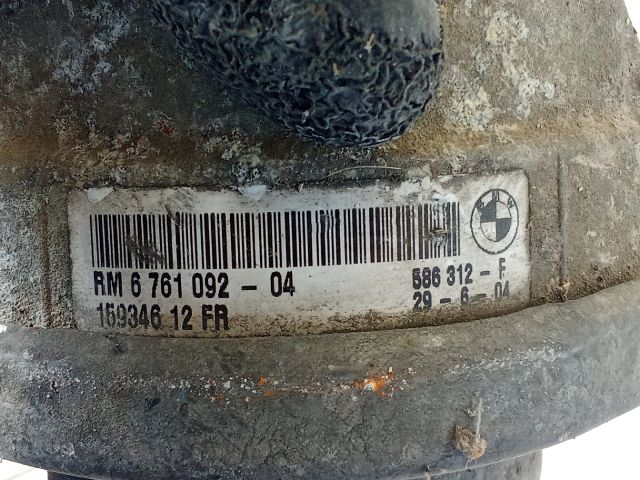 RM 6 761 092 - 04
586 312 - F
159346 12 FR
29 - 6 - 04
BMW